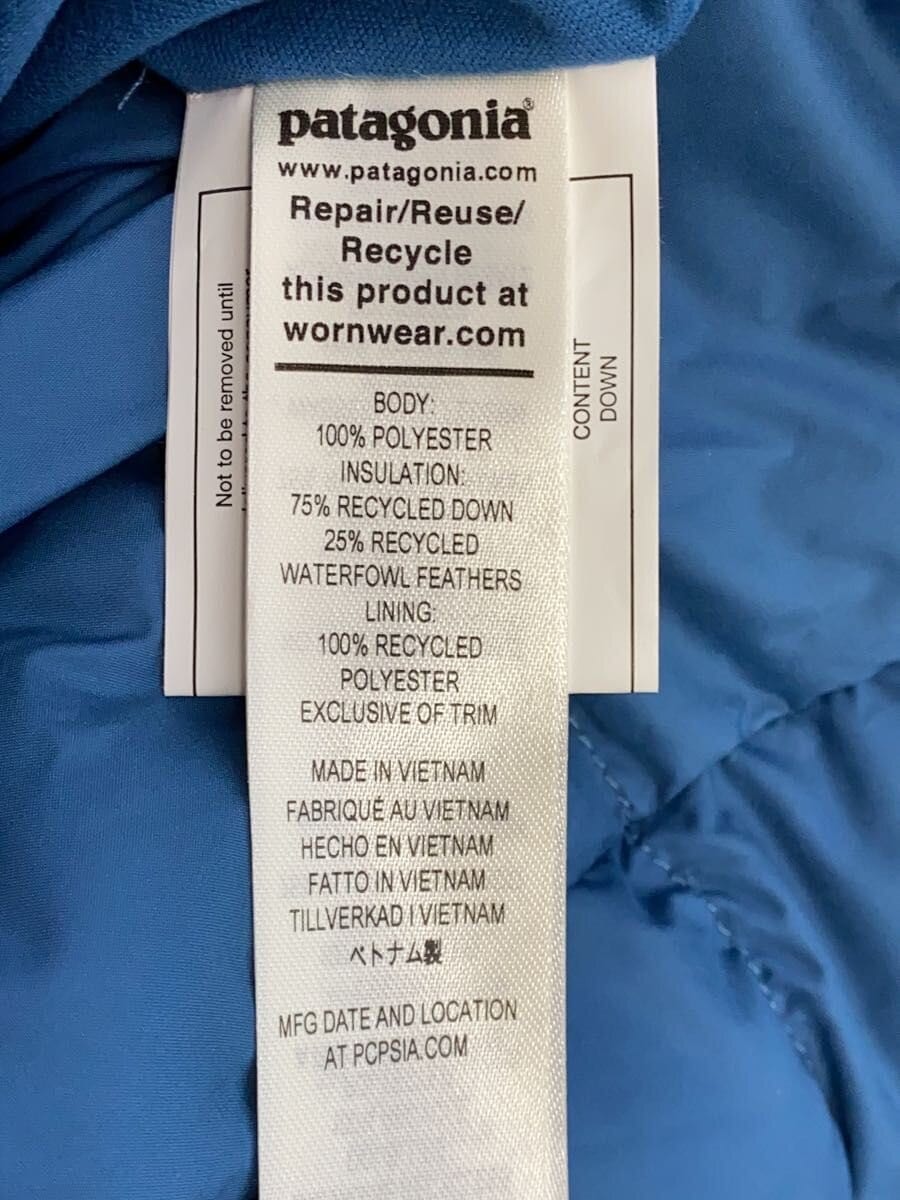 patagonia®
www.patagonia.com
Repair/Reuse/
Recycle
this product at
wornwear.com
BODY:
100% POLYESTER
INSULATION:
75% RECYCLED DOWN
25% RECYCLED
WATERFOWL FEATHERS
LINING:
100% RECYCLED
POLYESTER
EXCLUSIVE OF TRIM
MADE IN VIETNAM
FABRIQUÉ AU VIETNAM
HECHO EN VIETNAM
FATTO IN VIETNAM
TILLVERKAD I VIETNAM
ベトナム製
MFG DATE AND LOCATION
AT PCPSIA.COM
Not to be removed until
CONTENT
DOWN